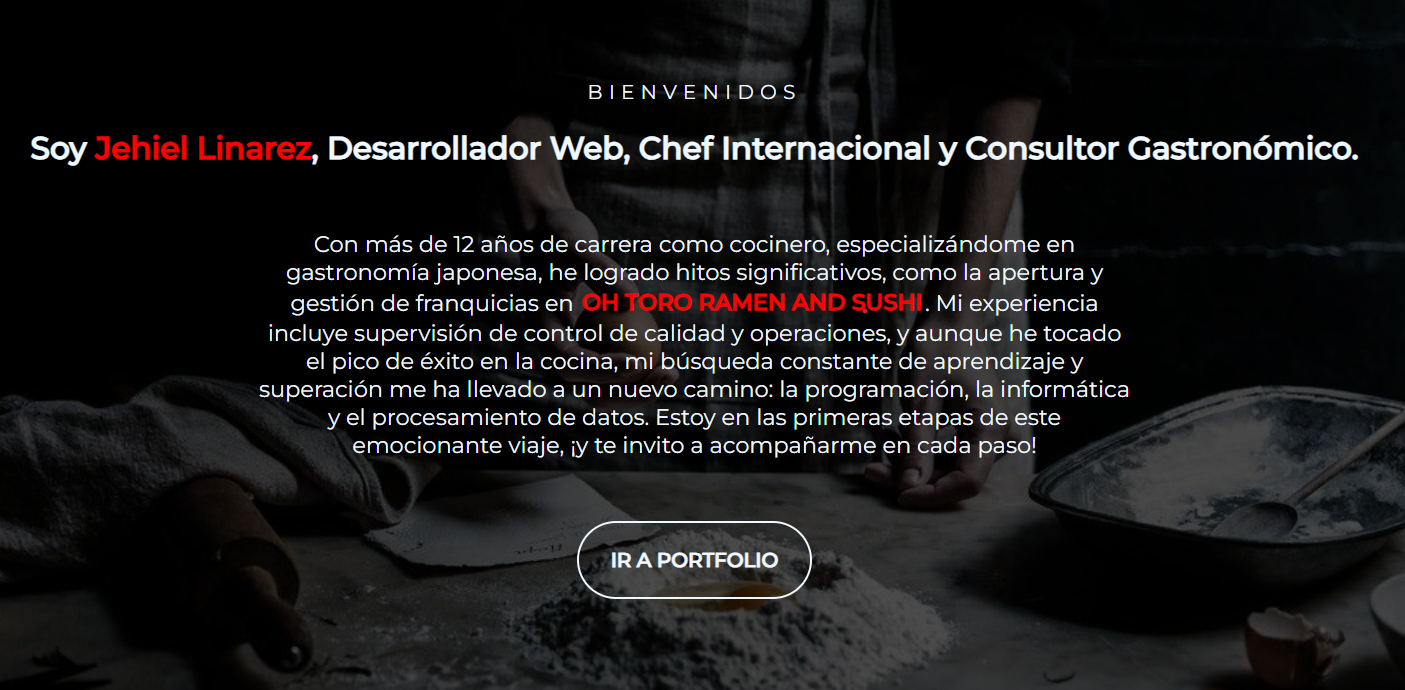 BIENVENIDOS
Soy Jehiel Linarez, Desarrollador Web, Chef Internacional y Consultor Gastronómico.
Con más de 12 años de carrera como cocinero, especializándome en
gastronomía japonesa, he logrado hitos significativos, como la apertura y
gestión de franquicias en OH TORO RAMEN AND SUSHI. Mi experiencia
incluye supervisión de control de calidad y operaciones, y aunque he tocado
el pico de éxito en la cocina, mi búsqueda constante de aprendizaje y
superación me ha llevado a un nuevo camino: la programación, la informática
y el procesamiento de datos. Estoy en las primeras etapas de este
emocionante viaje, ¡y te invito a acompañarme en cada paso!
IR A PORTFOLIO